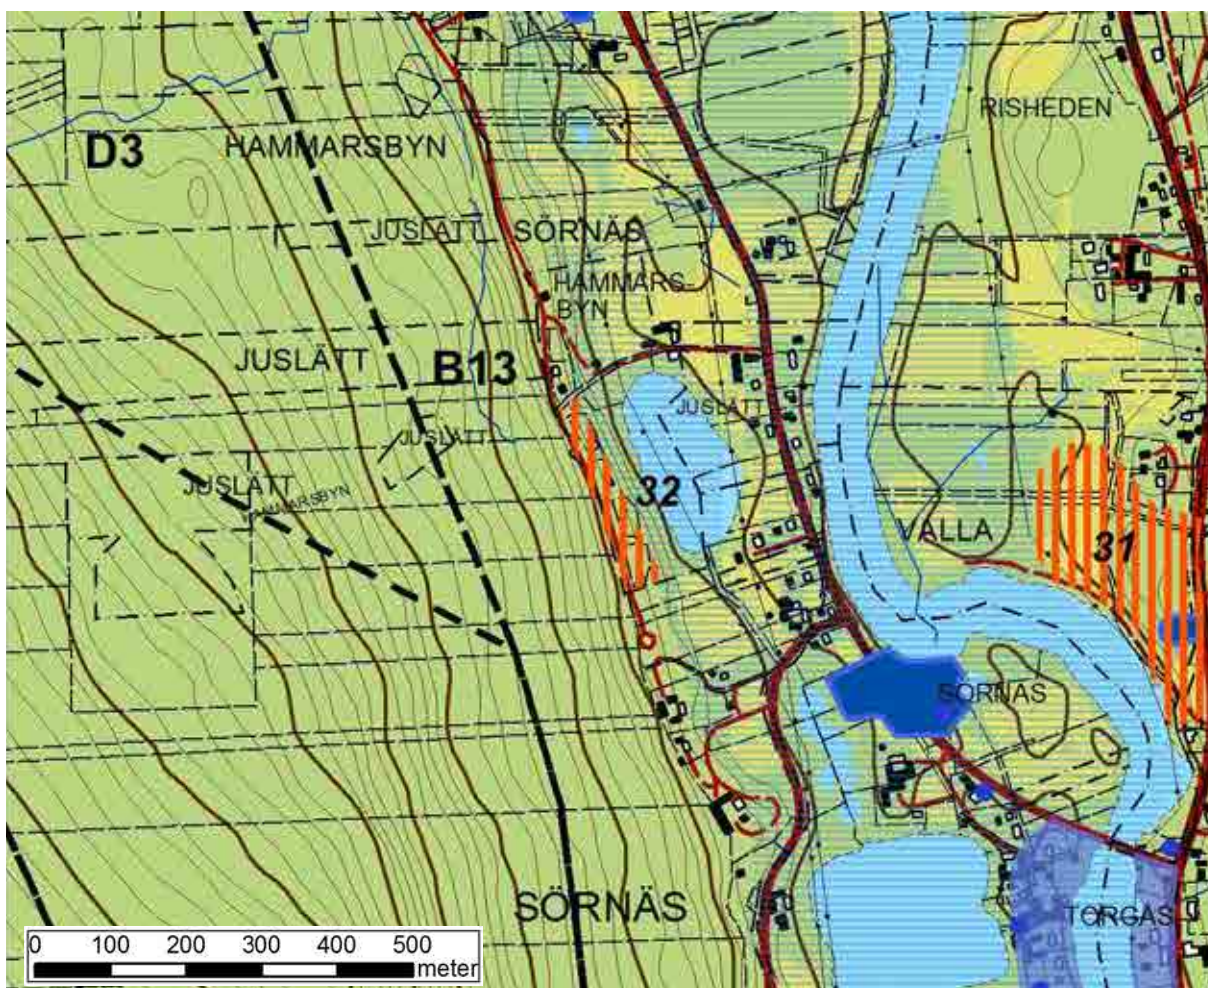 RISHEDEN
D3
HAMMARSBYN
JUSLÄTT
SÖRNÄS
HAMMARS-
BYN
JUSLÄTT
B13
JUSLÄTT
JUSLÄTT
JUSLÄTT
32
HAMMARSBYN
VALLA
31
SÖRNÄS
SÖRNÄS
TORGÅS
0 100 200 300 400 500
meter